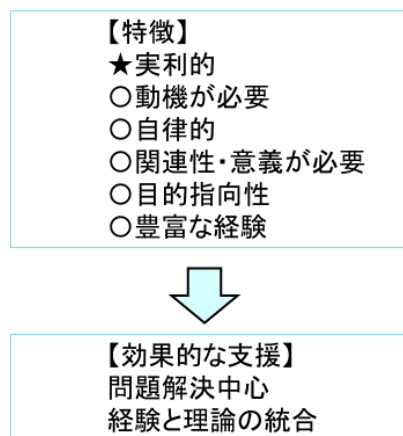 【特徴】
★実利的
○動機が必要
○自律的
○関連性・意義が必要
○目的指向性
○豊富な経験
【効果的な支援】
問題解決中心
経験と理論の統合